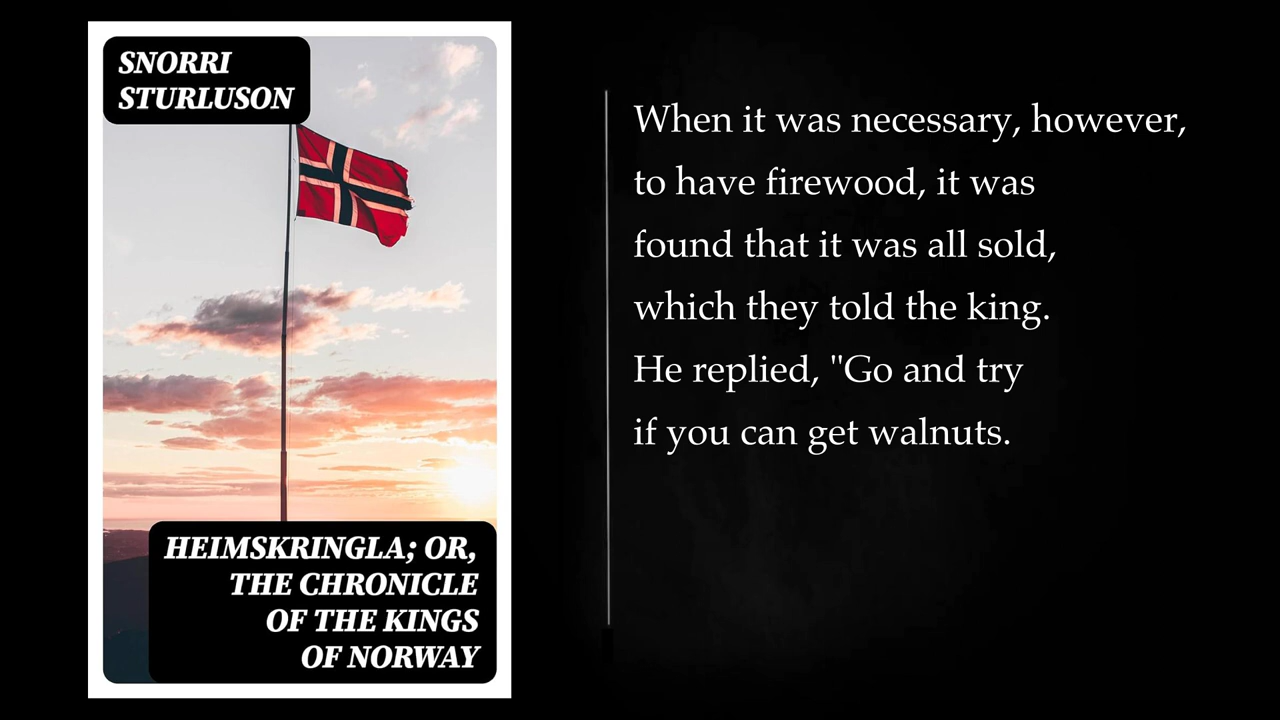 SNORRI
STURLUSON
HEIMSKRINGLA; OR,
THE CHRONICLE
OF THE KINGS
OF NORWAY
When it was necessary, however,
to have firewood, it was
found that it was all sold,
which they told the king.
He replied, "Go and try
if you can get walnuts.